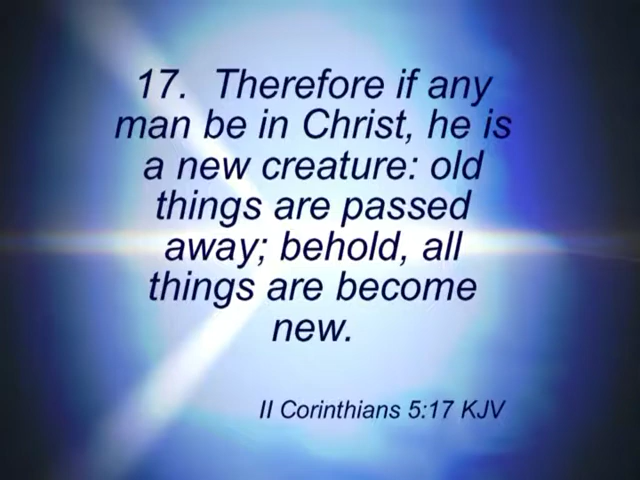 17. Therefore if any
man be in Christ, he is
a new creature: old
things are passed
away; behold, all
things are become
new.
II Corinthians 5:17 KJV